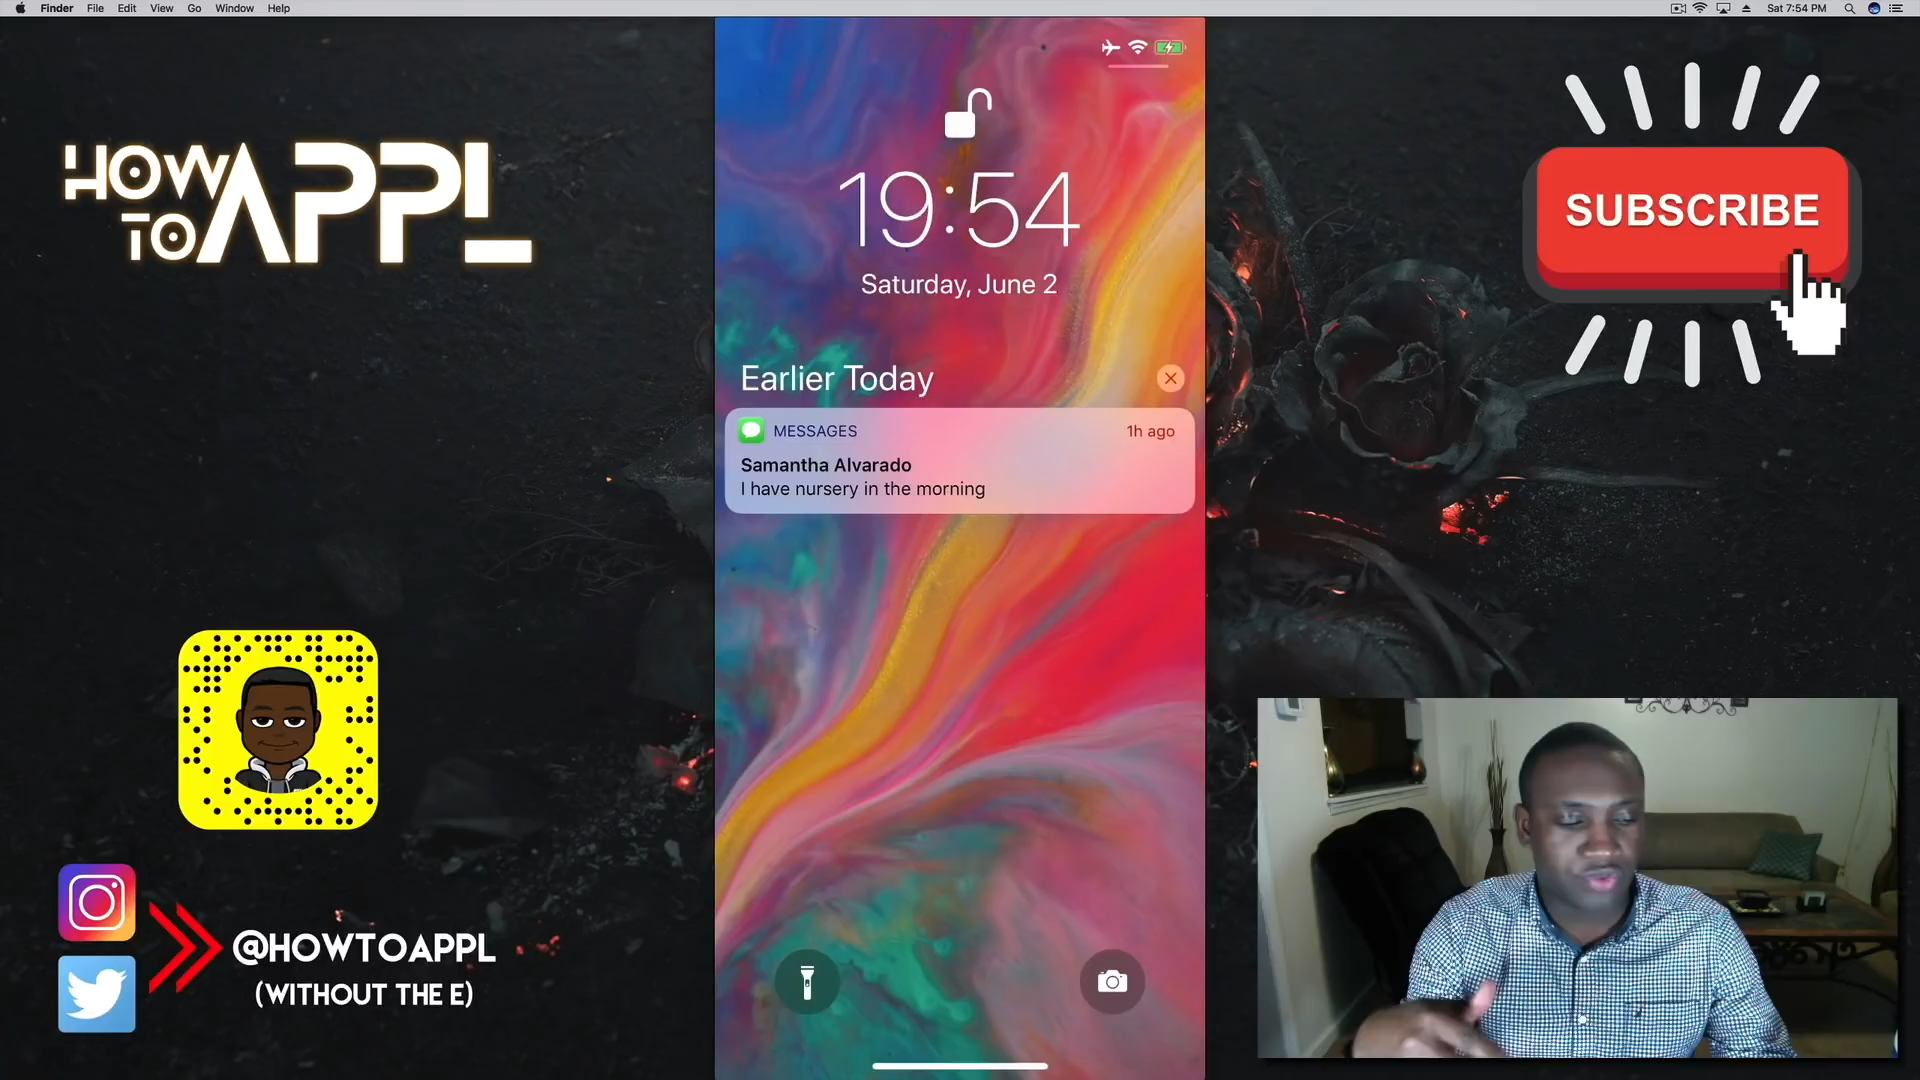 Finder File Edit View Go Window Help
Sat 7:54 PM
HOW
TO APPL_
19:54
Saturday, June 2
Earlier Today
MESSAGES
1h ago
Samantha Alvarado
I have nursery in the morning
SUBSCRIBE
@HOWTOAPPL
(WITHOUT THE E)